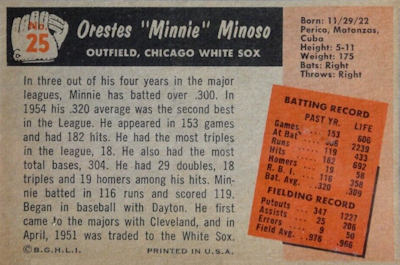 No.
25
Orestes "Minnie" Minoso
OUTFIELD, CHICAGO WHITE SOX
Born: 11/29/22
Perico, Matonzas,
Cuba
Height: 5-11
Weight: 175
Bats: Right
Throws: Right
In three out of his four years in the major
leagues, Minnie has batted over .300. In
1954 his .320 average was the second best
in the League. He appeared in 153 games
and had 182 hits. He had the most triples
in the league, 18. He also had the most
total bases, 304. He had 29 doubles, 18
triples and 19 homers among his hits. Min-
nie batted in 116 runs and scored 119.
Began in baseball with Dayton. He first
came to the majors with Cleveland, and in
April, 1951 was traded to the White Sox.
©B.G.H.L.I. PRINTED IN U.S.A.
BATTING RECORD
PAST YR. LIFE
Games 153 606
At Bat 568 2239
Runs 119 433
Hits 182 692
Homers 19 58
R. B. I. 116 358
Bat. Avg. .320 .309
FIELDING RECORD
Putouts 347 1227
Assists 25 206
Errors 9 50
Field Avg. .976 .966